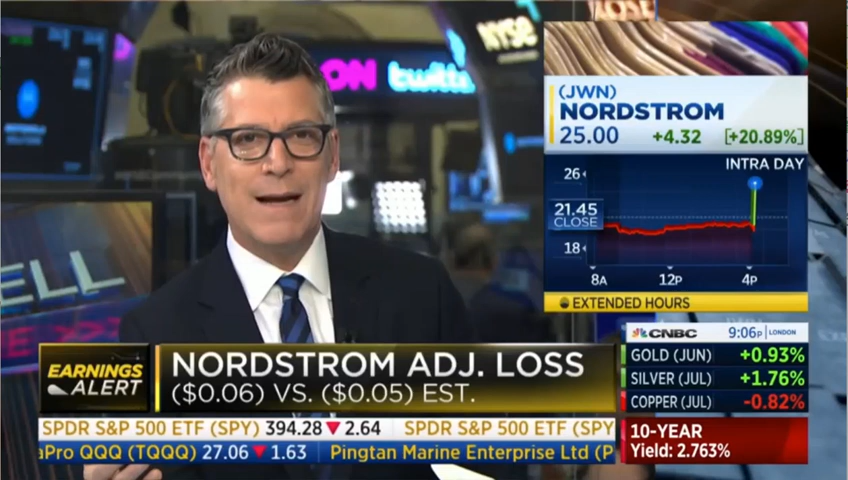 NYSE
ON twitt
(JWN)
NORDSTROM
25.00 +4.32 [+20.89%]
INTRA DAY
26
21.45
CLOSE
18
8A 12P 4P
EXTENDED HOURS
ELL
CNBC 9:06P LONDON
GOLD (JUN) +0.93%
SILVER (JUL) +1.76%
COPPER (JUL) -0.82%
10-YEAR
Yield: 2.763%
EARNINGS
ALERT
NORDSTROM ADJ. LOSS
($0.06) VS. ($0.05) EST.
SPDR S&P 500 ETF (SPY) 394.28 ▼ 2.64 SPDR S&P 500 ETF (SPY
aPro QQQ (TQQQ) 27.06 ▼ 1.63 Pingtan Marine Enterprise Ltd (P